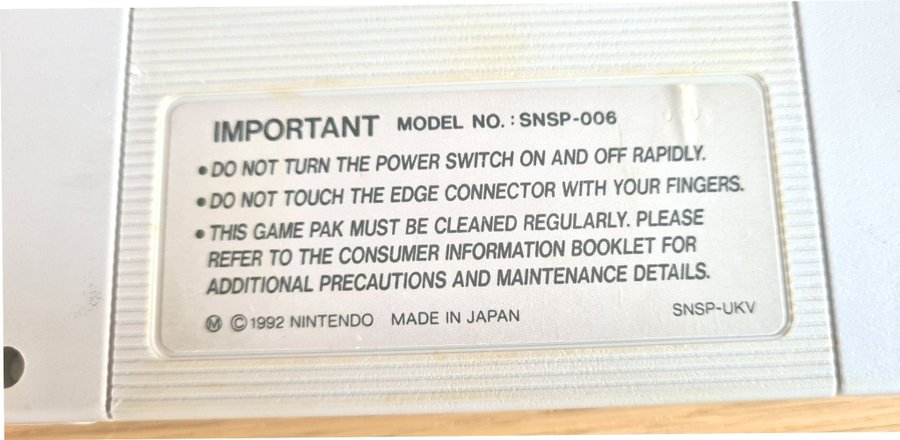 IMPORTANT MODEL NO. : SNSP-006
• DO NOT TURN THE POWER SWITCH ON AND OFF RAPIDLY.
• DO NOT TOUCH THE EDGE CONNECTOR WITH YOUR FINGERS.
• THIS GAME PAK MUST BE CLEANED REGULARLY. PLEASE
REFER TO THE CONSUMER INFORMATION BOOKLET FOR
ADDITIONAL PRECAUTIONS AND MAINTENANCE DETAILS.
Ⓜ © 1992 NINTENDO MADE IN JAPAN SNSP-UKV